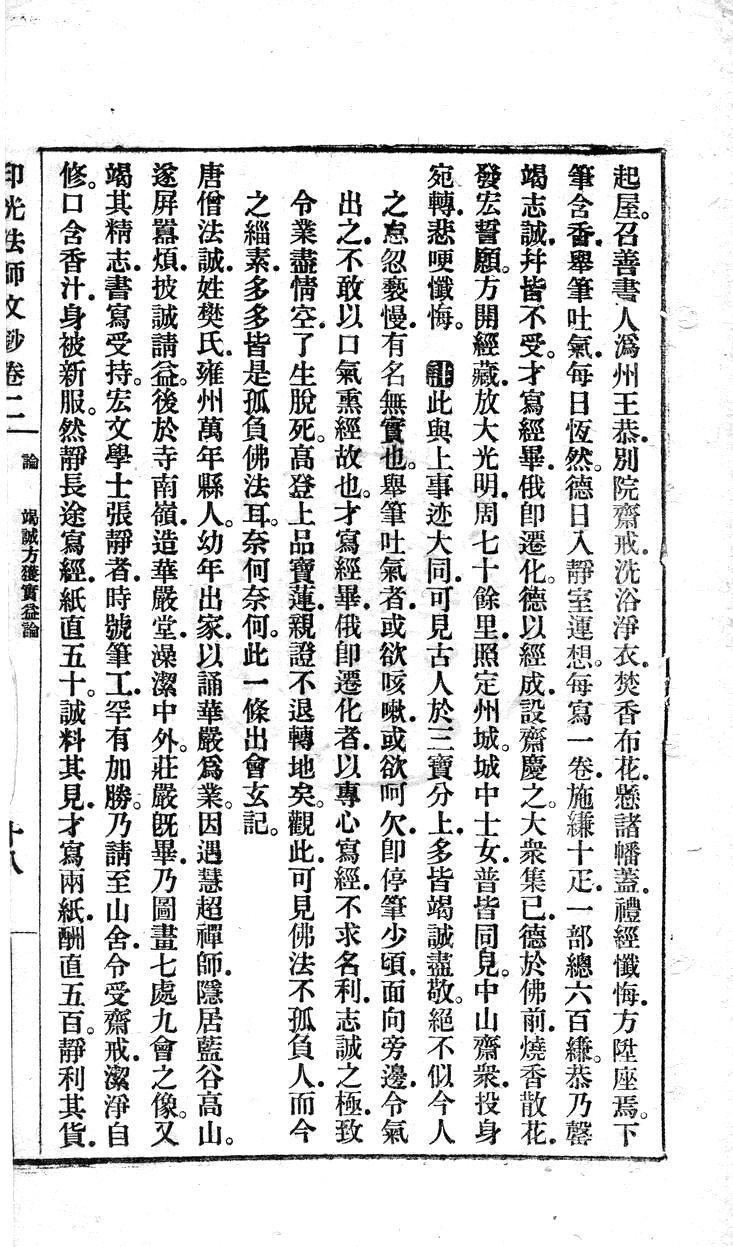 起屋。召善書人潙州王恭。別院齋戒。洗浴淨衣。焚香布花。懸諸幡蓋。禮經懺悔。方陞座焉。下
筆含香。舉筆吐氣。每日恆然。德日入靜室運想。每寫一卷。施縑十疋。一部總六百縑。恭乃罄
竭志誠。幷皆不受。才寫經畢。俄卽遷化。德以經成。設齋慶之。大衆集已。德於佛前。燒香散花。
發宏誓願。方開經藏。放大光明。周七十餘里。照定州城。城中士女。普皆同見。中山齋衆。投身
宛轉。悲哽懺悔。 註此與上事迹大同。可見古人於三寶分上。多皆竭誠盡敬。絕不似今人
之怠忽褻慢。有名無實也。舉筆吐氣者。或欲咳嗽。或欲呵欠。卽停筆少頃。面向旁邊。令氣
出之。不敢以口氣熏經故也。才寫經畢。俄卽遷化者。以專心寫經。不求名利。志誠之極。致
令業盡情空。了生脫死。高登上品寶蓮。親證不退轉地矣。觀此。可見佛法不孤負人。而今
之緇素。多多皆是孤負佛法耳。奈何奈何。此一條出會玄記。
唐僧法誠。姓樊氏。雍州萬年縣人。幼年出家。以誦華嚴爲業。因遇慧超禪師。隱居藍谷高山。
遂屏囂煩。披誠請益。後於寺南嶺。造華嚴堂。澡潔中外。莊嚴旣畢。乃圖畫七處九會之像。又
竭其精志。書寫受持。宏文學士張靜者。時號筆工。罕有加勝。乃請至山舍。令受齋戒。潔淨自
修。口含香汁。身被新服。然靜長途寫經。紙直五十。誠料其見。才寫兩紙。酬直五百。靜利其貨。
印光法師文鈔卷二 論 竭誠方獲實益論 十八